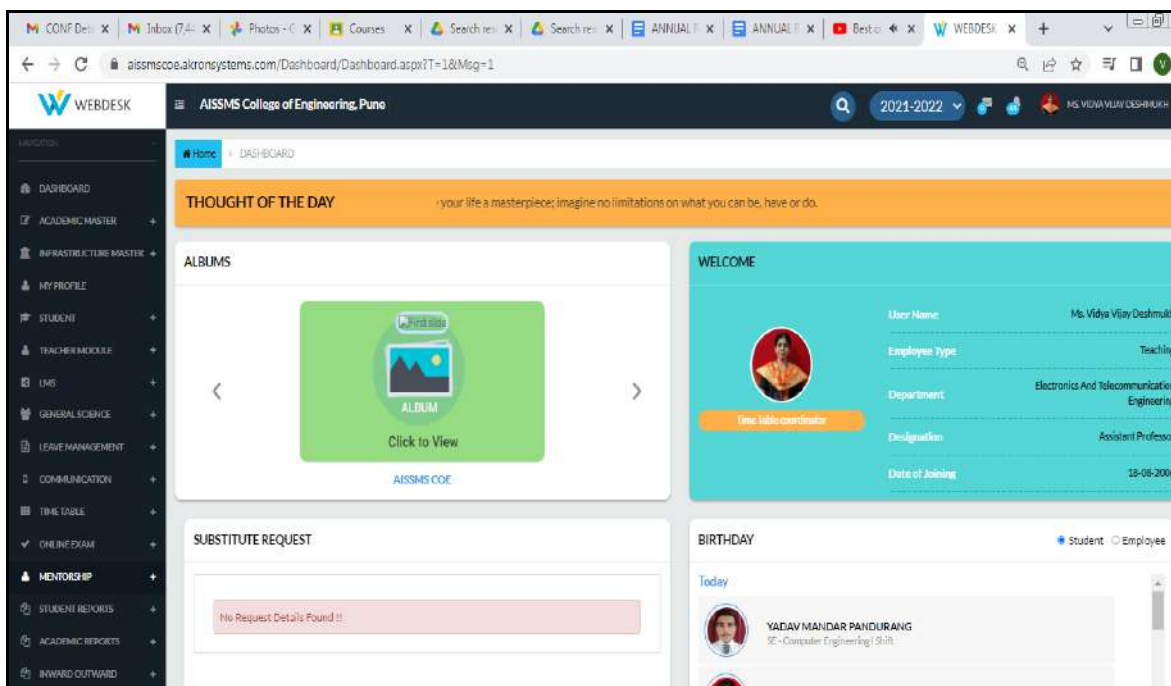 CONF Det
Inbox (7,4
Photos - G
Courses
Search res
Search res
ANNUAL
ANNUAL
Best
WEBDESK
aissmscoe.akronsystems.com/Dashboard/Dashboard.aspx?T=1&Msg=1
V
WEBDESK
AISSMS College of Engineering, Pune
2021-2022
MS. VIDYA VIJAY DESHMUKH
NAVIGATION
Home
DASHBOARD
THOUGHT OF THE DAY
your life a masterpiece; imagine no limitations on what you can be, have or do.
DASHBOARD
ACADEMIC MASTER +
INFRASTRUCTURE MASTER +
MY PROFILE
STUDENT +
TEACHER MODULE +
LMS +
GENERAL SCIENCE +
LEAVE MANAGEMENT +
COMMUNICATION +
TIME TABLE +
ONLINE EXAM +
MENTORSHIP +
STUDENT REPORTS +
ACADEMIC REPORTS +
INWARD OUTWARD +
ALBUMS
First slide
ALBUM
Click to View
AISSMS COE
WELCOME
Time Table coordinator
User Name Ms. Vidya Vijay Deshmukh
Employee Type Teaching
Department Electronics And Telecommunication
Engineering
Designation Assistant Professor
Date of Joining 18-08-200
SUBSTITUTE REQUEST
No Request Details Found !!
BIRTHDAY
Student Employee
Today
YADAV MANDAR PANDURANG
SE - Computer Engineering I Shift